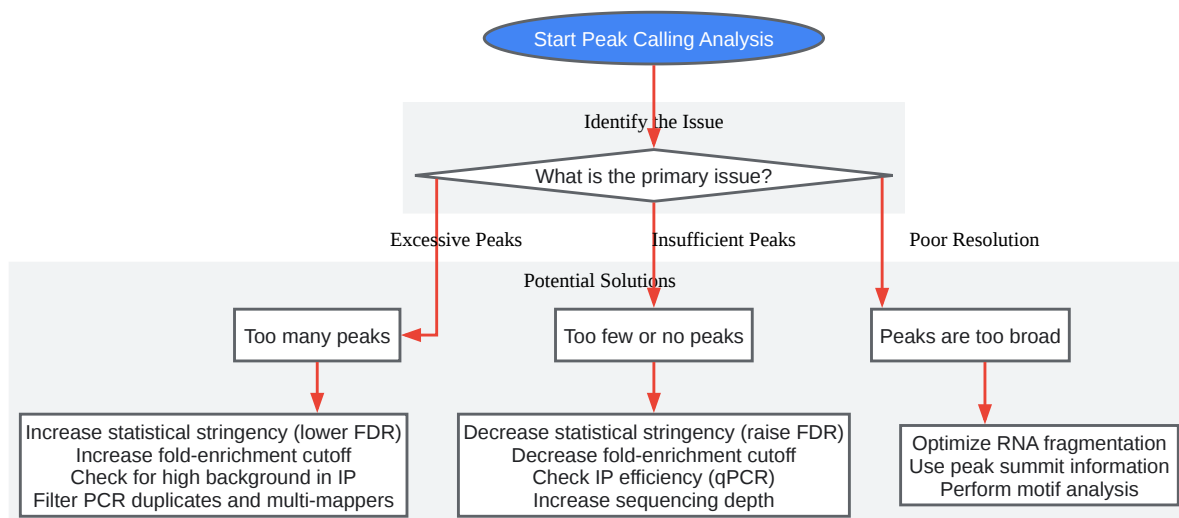 Start Peak Calling Analysis
Identify the Issue
What is the primary issue?
Excessive Peaks
Insufficient Peaks
Poor Resolution
Potential Solutions
Too many peaks
Too few or no peaks
Peaks are too broad
Increase statistical stringency (lower FDR)
Increase fold-enrichment cutoff
Check for high background in IP
Filter PCR duplicates and multi-mappers
Decrease statistical stringency (raise FDR)
Decrease fold-enrichment cutoff
Check IP efficiency (qPCR)
Increase sequencing depth
Optimize RNA fragmentation
Use peak summit information
Perform motif analysis